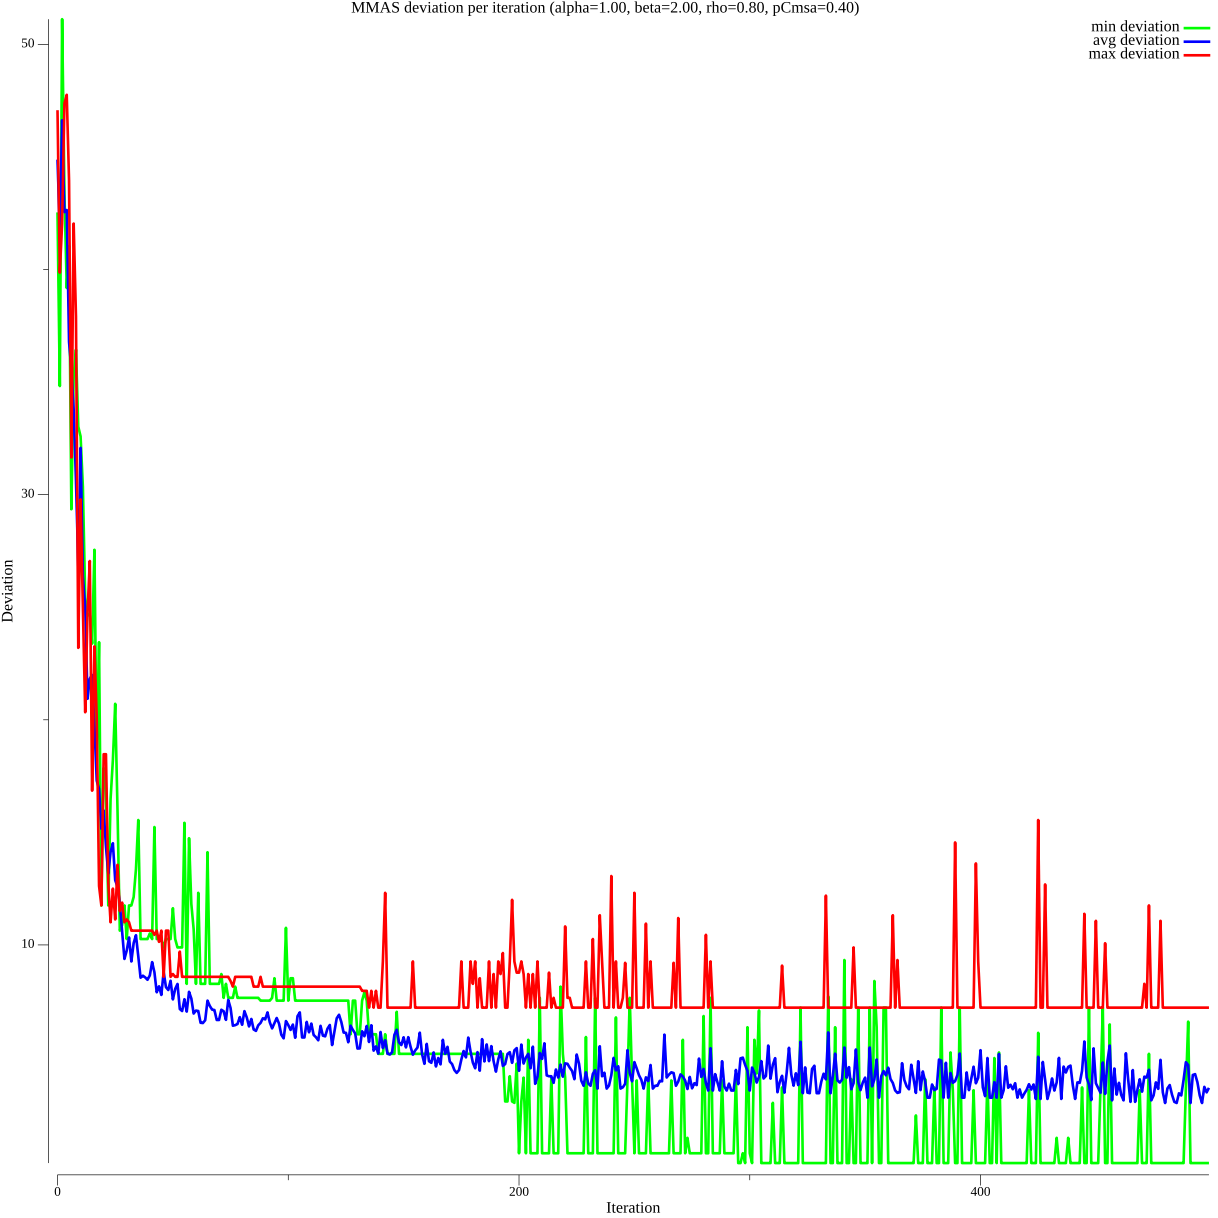 MMAS deviation per iteration (alpha=1.00, beta=2.00, rho=0.80, pCmsa=0.40)
min deviation
avg deviation
max deviation
50
30
10
Deviation
0
200
400
Iteration